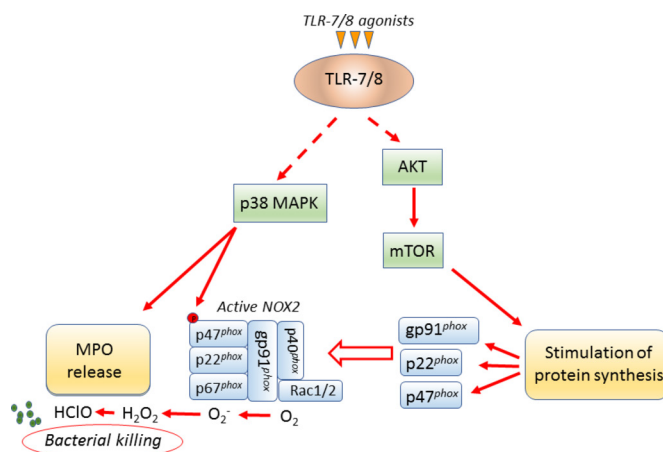 TLR-7/8 agonists
TLR-7/8
AKT
p38 MAPK
mTOR
Active NOX2
p
p47phox
p22phox
p67phox
gp91phox
p40phox
Rac1/2
gp91phox
p22phox
p47phox
Stimulation of
protein synthesis
MPO
release
HClO H₂O₂ O₂⁻ O₂
Bacterial killing